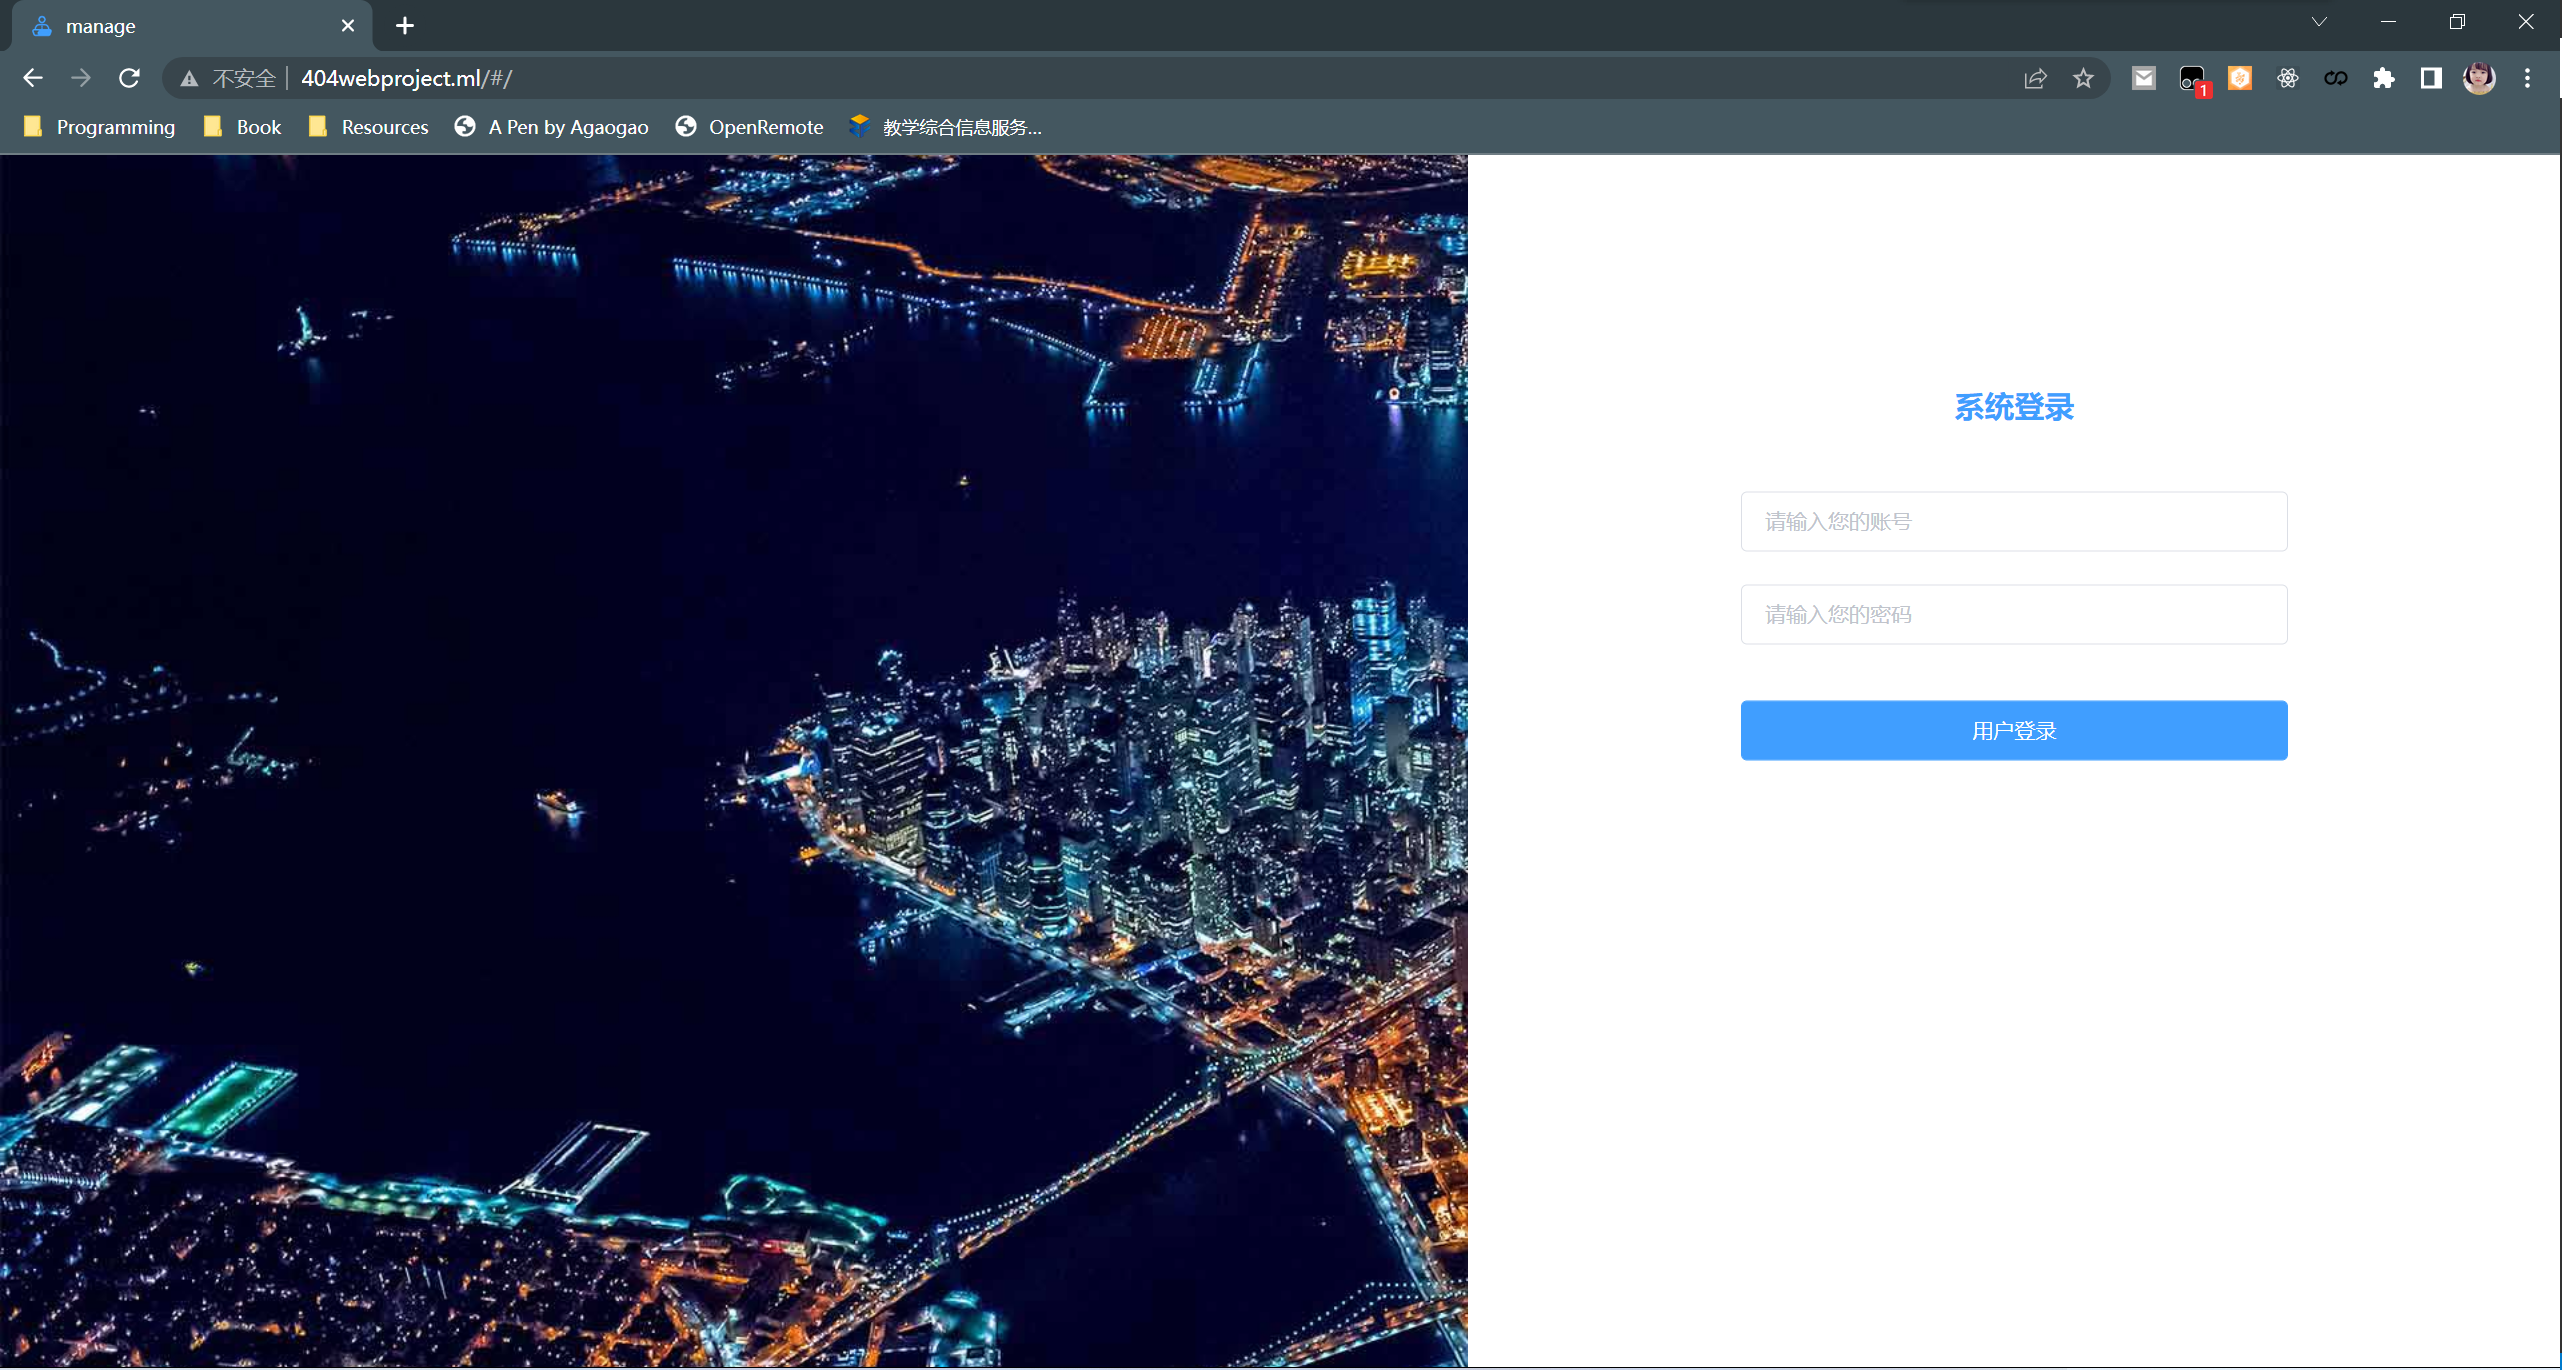 manage
不安全 404webproject.ml/#/
1
Programming Book Resources A Pen by Agaogao OpenRemote 教学综合信息服务...
系统登录
请输入您的账号
请输入您的密码
用户登录